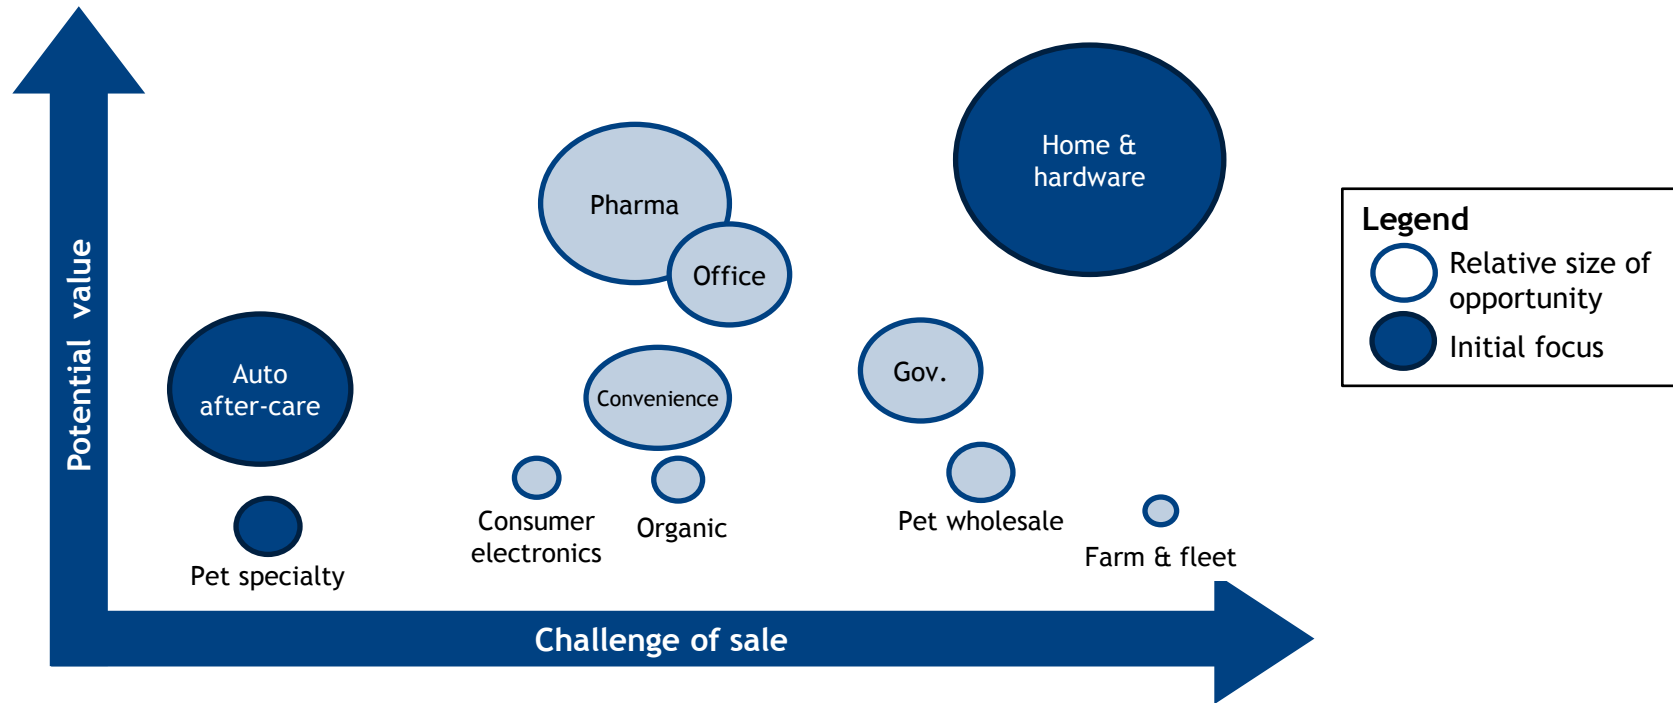 Potential value
Home &
hardware
Pharma
Office
Auto
after-care
Convenience
Gov.
Consumer
electronics
Organic
Pet wholesale
Pet specialty
Farm & fleet
Challenge of sale
Legend
Relative size of
opportunity
Initial focus